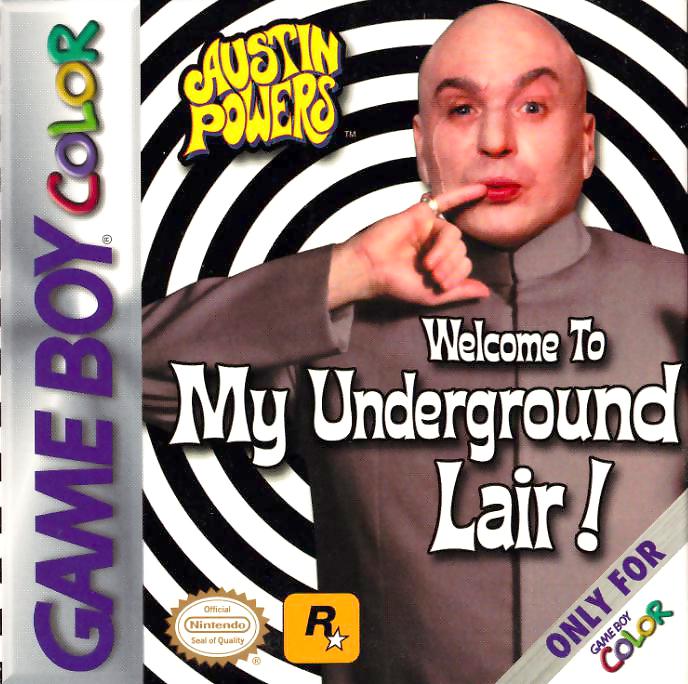 GAME BOY COLOR
®
AUSTIN
POWERS
TM
Welcome To
My Underground
Lair!
Official
Nintendo
Seal of Quality
®
R
ONLY FOR
GAME BOY
COLOR